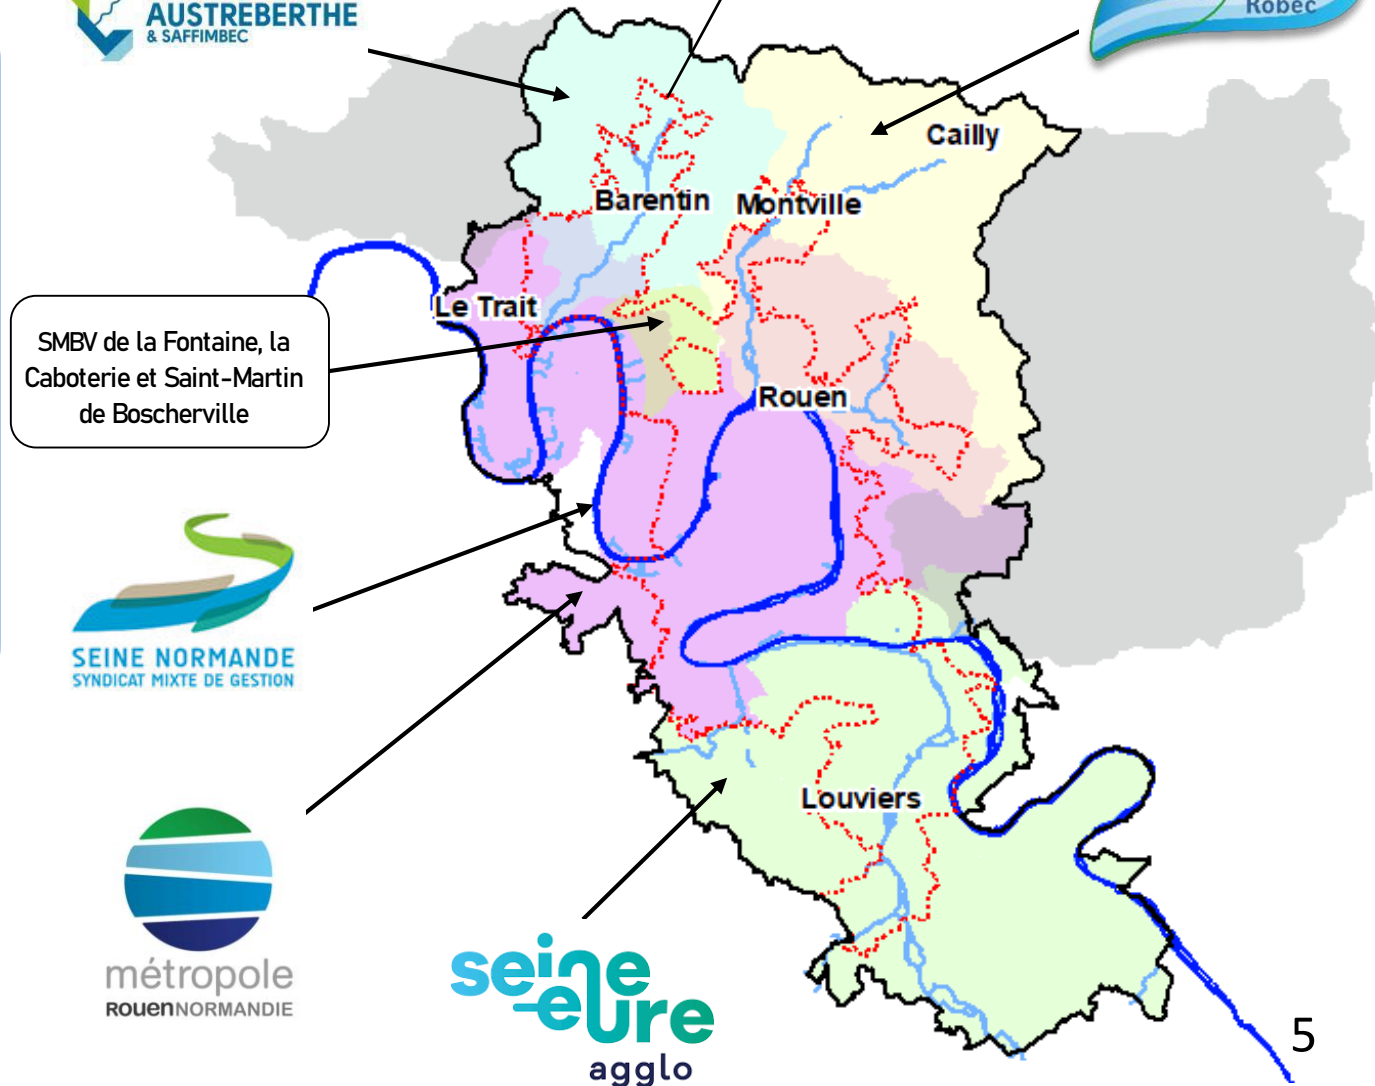 AUSTREBERTHE
& SAFFIMBEC
Robec
Cailly
Barentin
Montville
Le Trait
SMBV de la Fontaine, la
Caboterie et Saint-Martin
de Boscherville
Rouen
SEINE NORMANDE
SYNDICAT MIXTE DE GESTION
Louviers
métropole
ROUENNORMANDIE
seine
eure
agglo
5